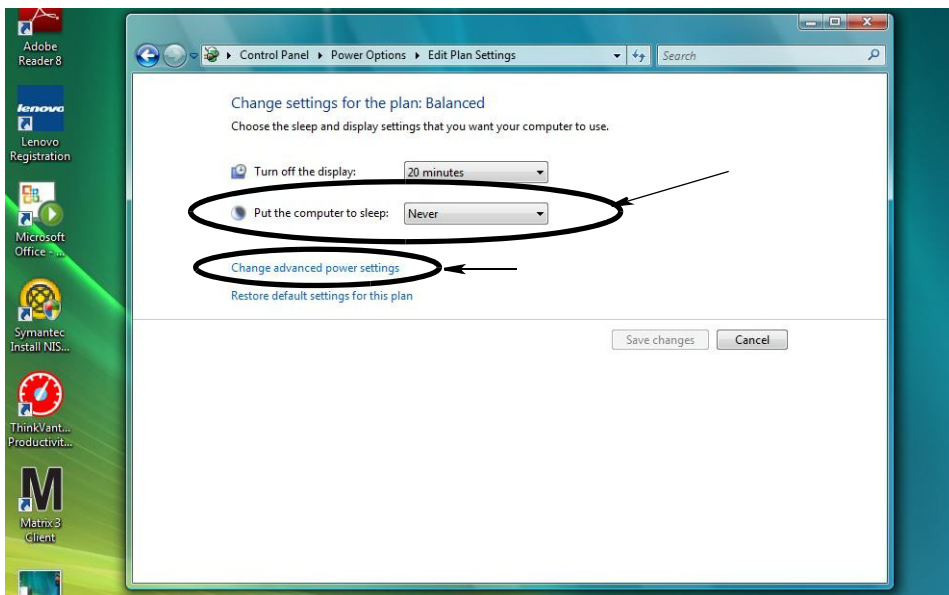 Adobe
Reader 8
lenovo
Lenovo
Registration
Microsoft
Office - ...
Symantec
Install NIS...
ThinkVant...
Productivit...
M
Matrix 3
Client
Control Panel Power Options Edit Plan Settings
Search
Change settings for the plan: Balanced
Choose the sleep and display settings that you want your computer to use.
Turn off the display: 20 minutes
Put the computer to sleep: Never
Change advanced power settings
Restore default settings for this plan
Save changes Cancel